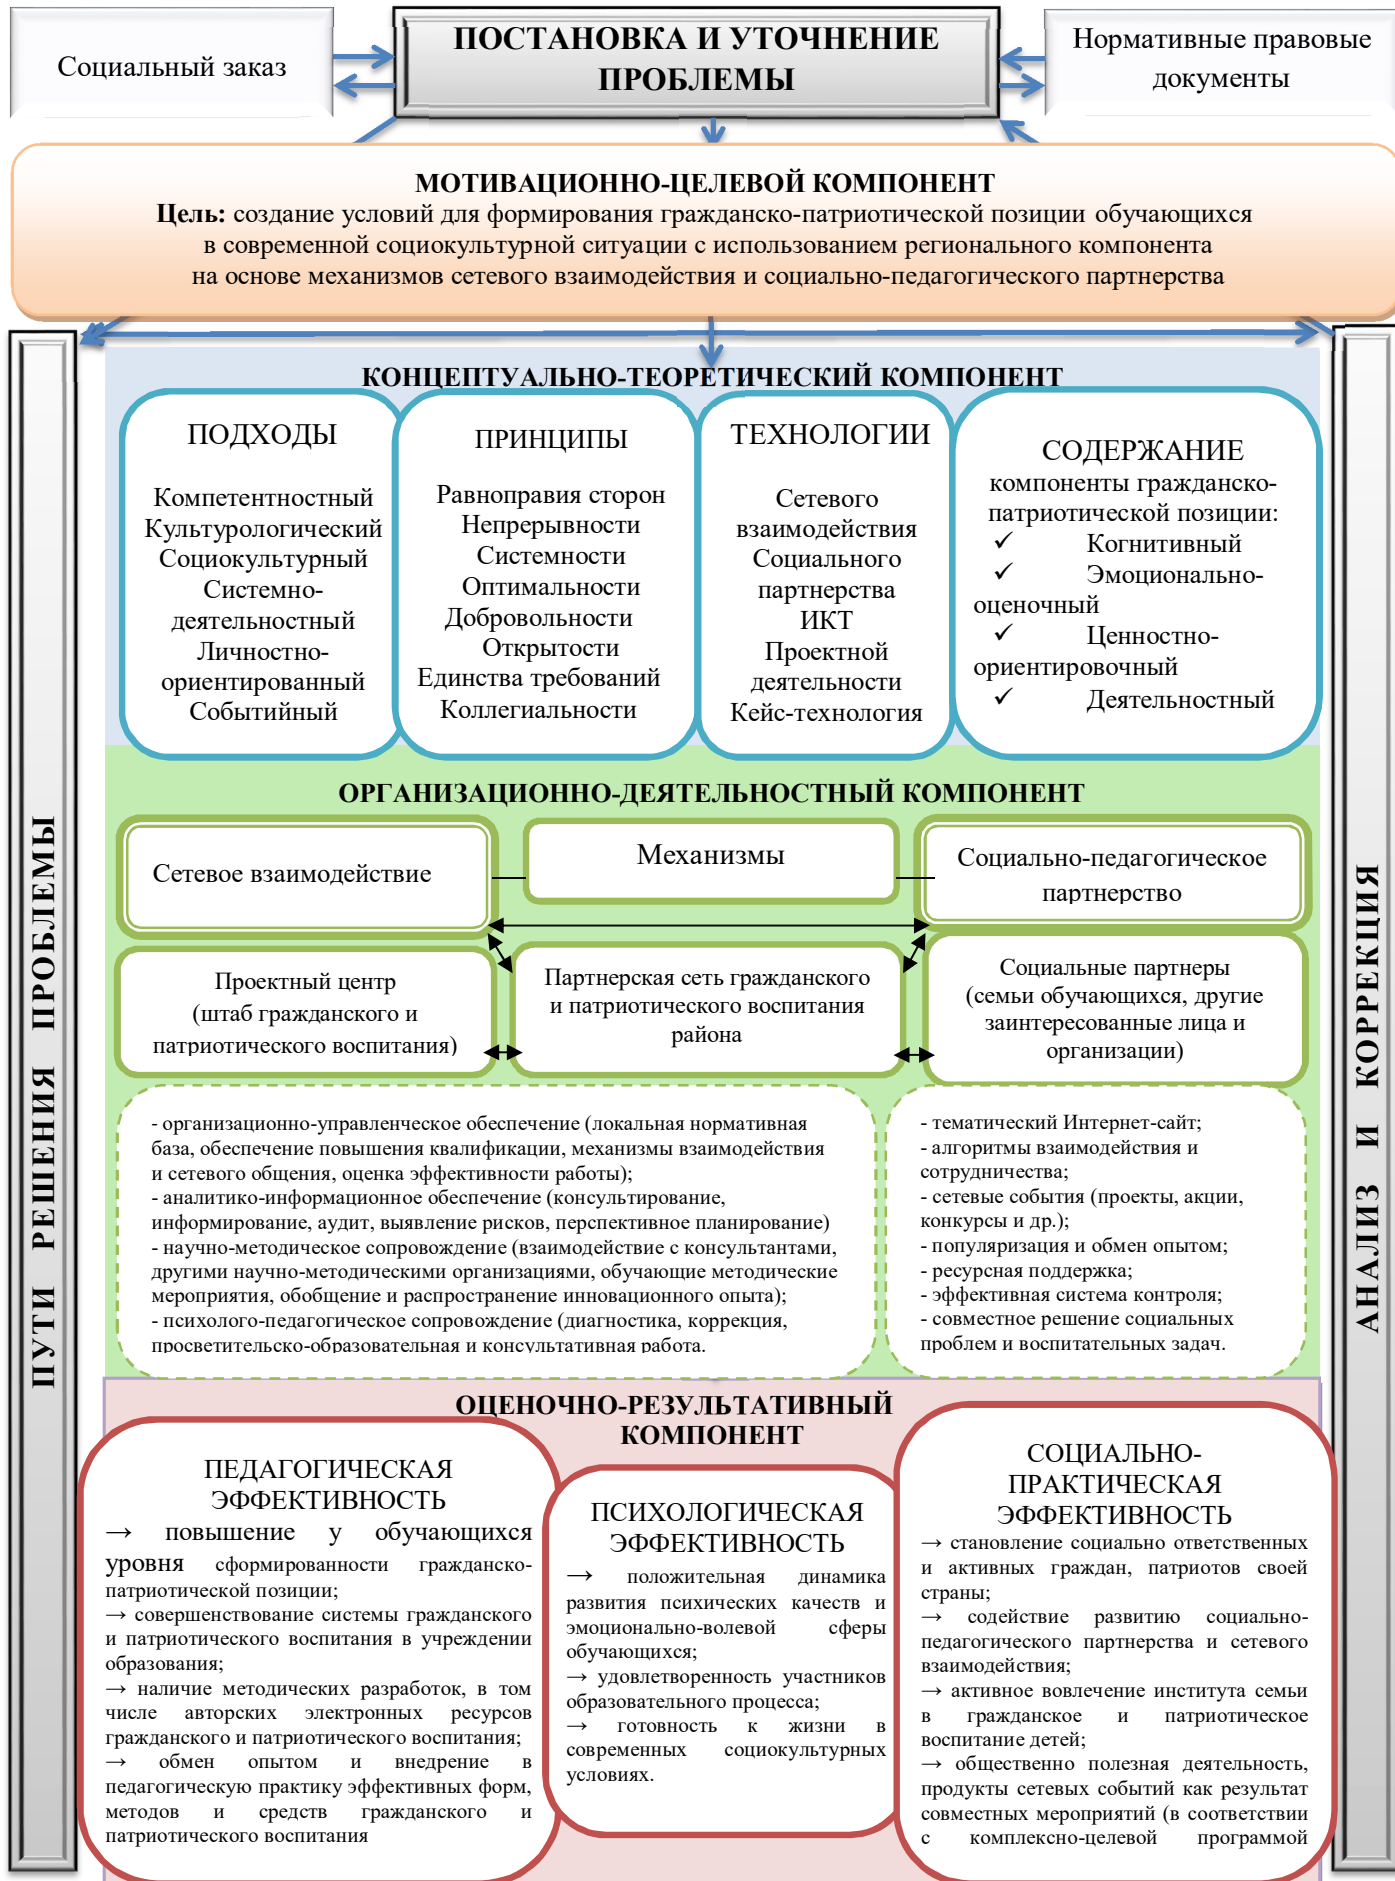 Социальный заказ
ПОСТАНОВКА И УТОЧНЕНИЕ
ПРОБЛЕМЫ
Нормативные правовые
документы
МОТИВАЦИОННО-ЦЕЛЕВОЙ КОМПОНЕНТ
Цель: создание условий для формирования гражданско-патриотической позиции обучающихся
в современной социокультурной ситуации с использованием регионального компонента
на основе механизмов сетевого взаимодействия и социально-педагогического партнерства
ПУТИ РЕШЕНИЯ ПРОБЛЕМЫ
КОНЦЕПТУАЛЬНО-ТЕОРЕТИЧЕСКИЙ КОМПОНЕНТ
ПОДХОДЫ
Компетентностный
Культурологический
Социокультурный
Системно-
деятельностный
Личностно-
ориентированный
Событийный
ПРИНЦИПЫ
Равноправия сторон
Непрерывности
Системности
Оптимальности
Добровольности
Открытости
Единства требований
Коллегиальности
ТЕХНОЛОГИИ
Сетевого
взаимодействия
Социального
партнерства
ИКТ
Проектной
деятельности
Кейс-технология
СОДЕРЖАНИЕ
компоненты гражданско-
патриотической позиции:
✓ Когнитивный
✓ Эмоционально-
оценочный
✓ Ценностно-
ориентировочный
✓ Деятельностный
ОРГАНИЗАЦИОННО-ДЕЯТЕЛЬНОСТНЫЙ КОМПОНЕНТ
Сетевое взаимодействие
Механизмы
Социально-педагогическое
партнерство
Проектный центр
(штаб гражданского и
патриотического воспитания)
Партнерская сеть гражданского
и патриотического воспитания
района
Социальные партнеры
(семьи обучающихся, другие
заинтересованные лица и
организации)
- организационно-управленческое обеспечение (локальная нормативная
база, обеспечение повышения квалификации, механизмы взаимодействия
и сетевого общения, оценка эффективности работы);
- аналитико-информационное обеспечение (консультирование,
информирование, аудит, выявление рисков, перспективное планирование)
- научно-методическое сопровождение (взаимодействие с консультантами,
другими научно-методическими организациями, обучающие методические
мероприятия, обобщение и распространение инновационного опыта);
- психолого-педагогическое сопровождение (диагностика, коррекция,
просветительско-образовательная и консультативная работа.
- тематический Интернет-сайт;
- алгоритмы взаимодействия и
сотрудничества;
- сетевые события (проекты, акции,
конкурсы и др.);
- популяризация и обмен опытом;
- ресурсная поддержка;
- эффективная система контроля;
- совместное решение социальных
проблем и воспитательных задач.
АНАЛИЗ И КОРРЕКЦИЯ
ОЦЕНОЧНО-РЕЗУЛЬТАТИВНЫЙ
КОМПОНЕНТ
ПЕДАГОГИЧЕСКАЯ
ЭФФЕКТИВНОСТЬ
→ повышение у обучающихся
уровня сформированности гражданско-
патриотической позиции;
→ совершенствование системы гражданского
и патриотического воспитания в учреждении
образования;
→ наличие методических разработок, в том
числе авторских электронных ресурсов
гражданского и патриотического воспитания;
→ обмен опытом и внедрение в
педагогическую практику эффективных форм,
методов и средств гражданского и
патриотического воспитания
ПСИХОЛОГИЧЕСКАЯ
ЭФФЕКТИВНОСТЬ
→ положительная динамика
развития психических качеств и
эмоционально-волевой сферы
обучающихся;
→ удовлетворенность участников
образовательного процесса;
→ готовность к жизни в
современных социокультурных
условиях.
СОЦИАЛЬНО-
ПРАКТИЧЕСКАЯ
ЭФФЕКТИВНОСТЬ
→ становление социально ответственных
и активных граждан, патриотов своей
страны;
→ содействие развитию социально-
педагогического партнерства и сетевого
взаимодействия;
→ активное вовлечение института семьи
в гражданское и патриотическое
воспитание детей;
→ общественно полезная деятельность,
продукты сетевых событий как результат
совместных мероприятий (в соответствии
с комплексно-целевой программой